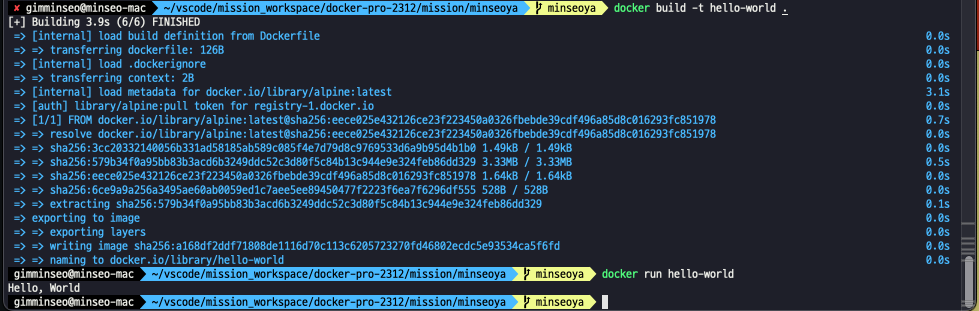 ✘ gimminseo@minseo-mac ~/vscode/mission_workspace/docker-pro-2312/mission/minseoya minseoya docker build -t hello-world .
[+] Building 3.9s (6/6) FINISHED
=> [internal] load build definition from Dockerfile 0.0s
=> => transferring dockerfile: 126B 0.0s
=> [internal] load .dockerignore 0.0s
=> => transferring context: 2B 0.0s
=> [internal] load metadata for docker.io/library/alpine:latest 3.1s
=> [auth] library/alpine:pull token for registry-1.docker.io 0.0s
=> [1/1] FROM docker.io/library/alpine:latest@sha256:eece025e432126ce23f223450a0326fbebde39cdf496a85d8c016293fc851978 0.7s
=> => resolve docker.io/library/alpine:latest@sha256:eece025e432126ce23f223450a0326fbebde39cdf496a85d8c016293fc851978 0.0s
=> => sha256:3cc20332140056b331ad58185ab589c085f4e7d79d8c9769533d6a9b95d4b1b0 1.49kB / 1.49kB 0.0s
=> => sha256:579b34f0a95bb83b3acd6b3249ddc52c3d80f5c84b13c944e9e324feb86dd329 3.33MB / 3.33MB 0.5s
=> => sha256:eece025e432126ce23f223450a0326fbebde39cdf496a85d8c016293fc851978 1.64kB / 1.64kB 0.0s
=> => sha256:6ce9a9a256a3495ae60ab0059ed1c7aee5ee89450477f2223f6ea7f6296df555 528B / 528B 0.0s
=> => extracting sha256:579b34f0a95bb83b3acd6b3249ddc52c3d80f5c84b13c944e9e324feb86dd329 0.1s
=> exporting to image 0.0s
=> => exporting layers 0.0s
=> => writing image sha256:a168df2ddf71808de1116d70c113c6205723270fd46802ecdc5e93534ca5f6fd 0.0s
=> => naming to docker.io/library/hello-world 0.0s
gimminseo@minseo-mac ~/vscode/mission_workspace/docker-pro-2312/mission/minseoya minseoya docker run hello-world
Hello, World
gimminseo@minseo-mac ~/vscode/mission_workspace/docker-pro-2312/mission/minseoya minseoya